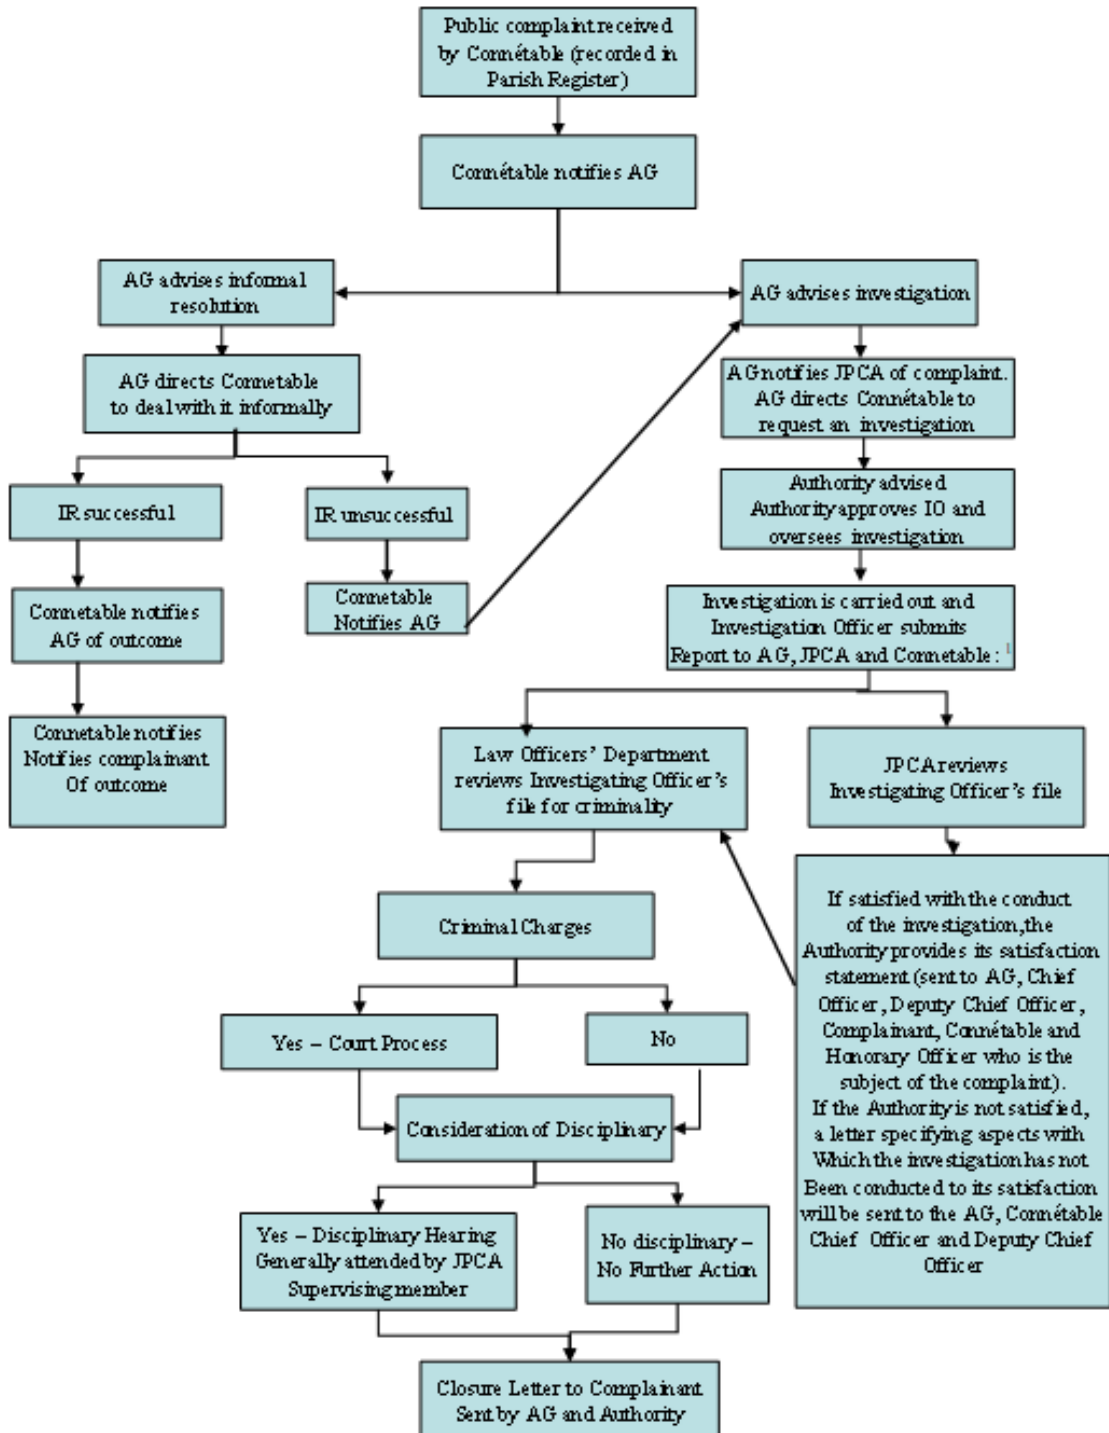 Public complaint received
by Connétable (recorded in
Parish Register)
Connétable notifies AG
AG advises informal
resolution
AG advises investigation
AG directs Connetable
to deal with it informally
AG notifies JPCA of complaint.
AG directs Connétable to
request an investigation
IR successful
IR unsuccessful
Authority advised
Authority approves IO and
oversees investigation
Connetable notifies
AG of outcome
Connetable
Notifies AG
Investigation is carried out and
Investigation Officer submits
Report to AG, JPCA and Connetable : 1
Connetable notifies
Notifies complainant
Of outcome
Law Officers' Department
reviews Investigating Officer's
file for criminality
JPCA reviews
Investigating Officer's file
Criminal Charges
If satisfied with the conduct
of the investigation, the
Authority provides its satisfaction
statement (sent to AG, Chief
Officer, Deputy Chief Officer,
Complainant, Connétable and
Honorary Officer who is the
subject of the complaint).
If the Authority is not satisfied,
a letter specifying aspects with
Which the investigation has not
Been conducted to its satisfaction
will be sent to the AG, Connétable
Chief Officer and Deputy Chief
Officer
Yes – Court Process
No
Consideration of Disciplinary
Yes – Disciplinary Hearing
Generally attended by JPCA
Supervising member
No disciplinary –
No Further Action
Closure Letter to Complainant
Sent by AG and Authority